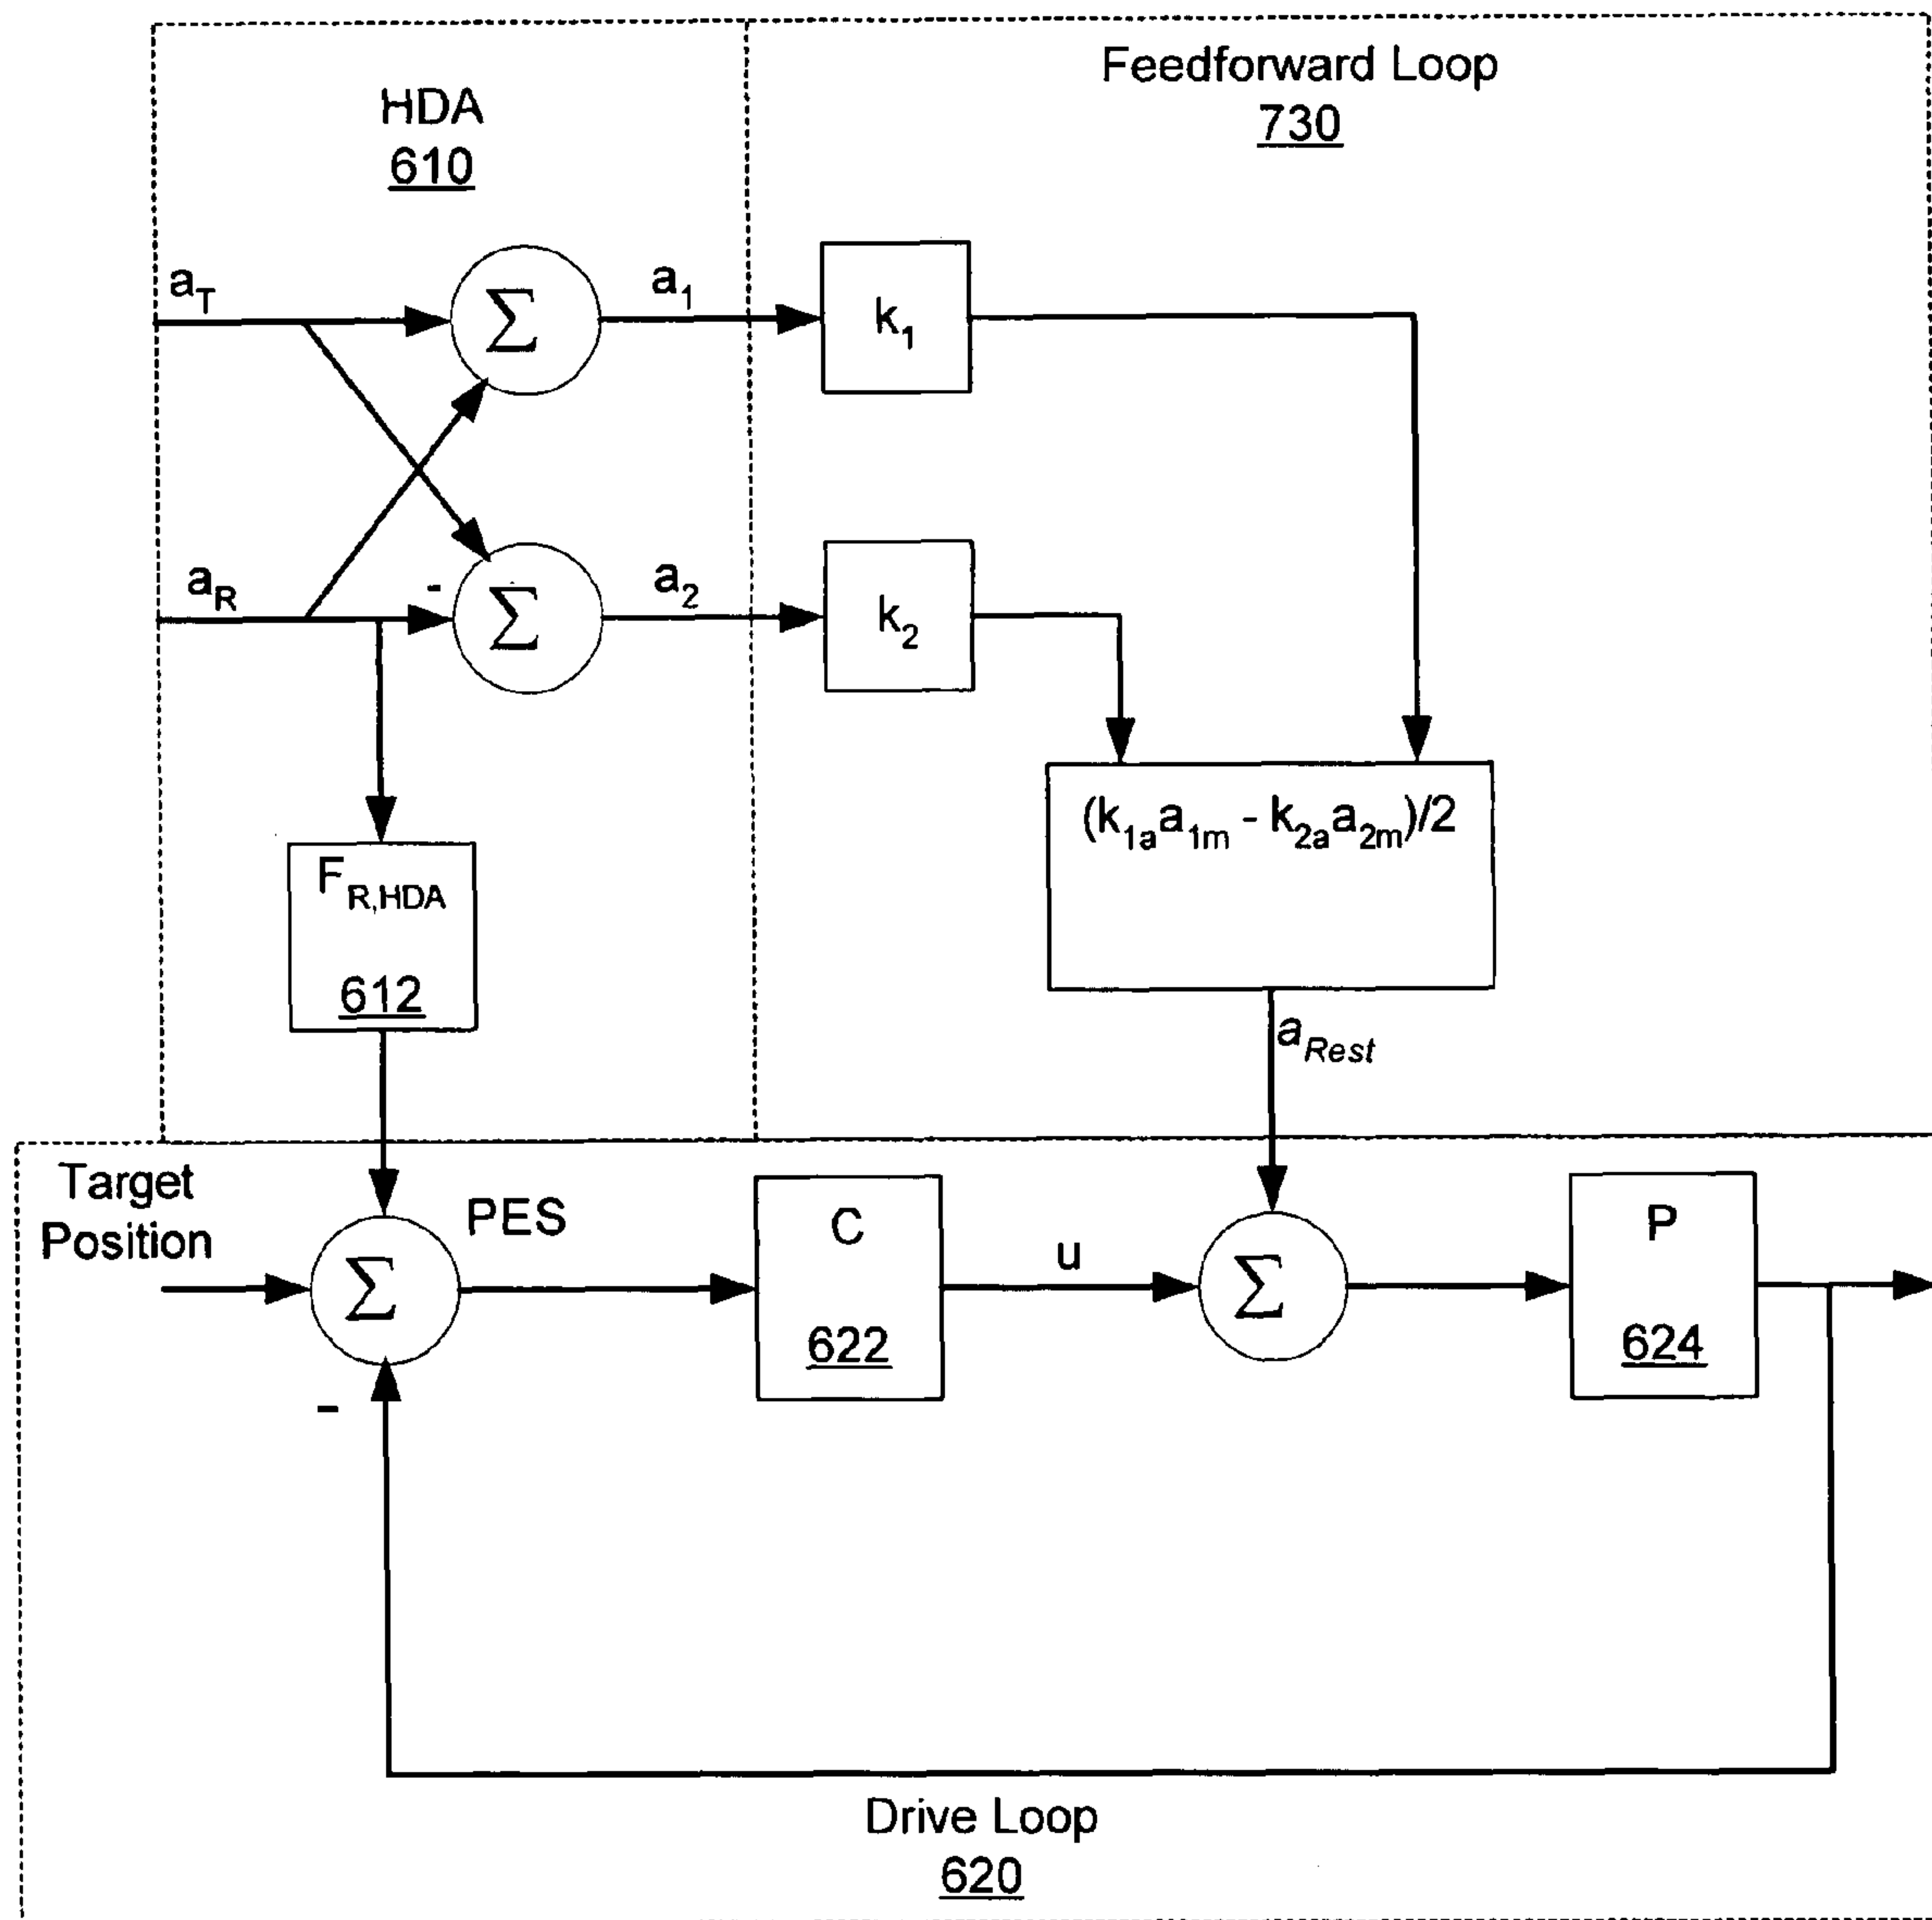 HDA
610
Feedforward Loop
730
a_T
Σ
a_1
k_1
a_R
-
Σ
a_2
k_2
(k_1a a_1m - k_2a a_2m)/2
F_R,HDA
612
a_Rest
Target
Position
Σ
PES
C
622
u
Σ
P
624
-
Drive Loop
620